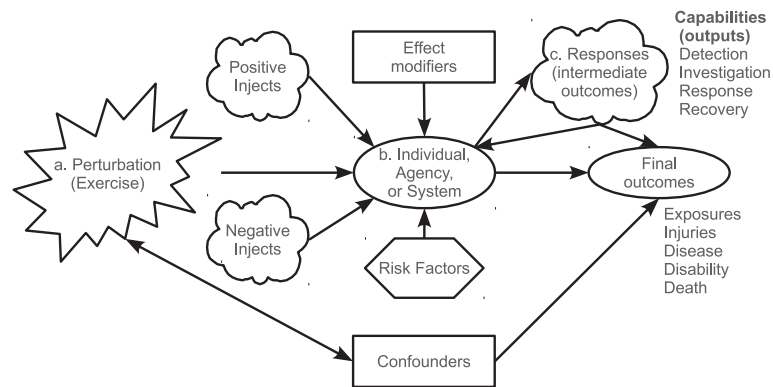 Capabilities
(outputs)
Detection
Investigation
Response
Recovery
Positive
Injects
Effect
modifiers
c. Responses
(intermediate
outcomes)
a. Perturbation
(Exercise)
b. Individual,
Agency,
or System
Final
outcomes
Negative
Injects
Risk Factors
Exposures
Injuries
Disease
Disability
Death
Confounders